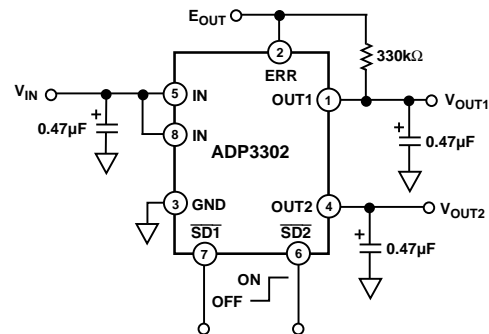 EOUT
2
ERR
330kΩ
VIN
5
IN
OUT1
1
VOUT1
0.47µF
8
IN
0.47µF
ADP3302
3
GND
OUT2
4
VOUT2
SD1
SD2
0.47µF
7
6
ON
OFF